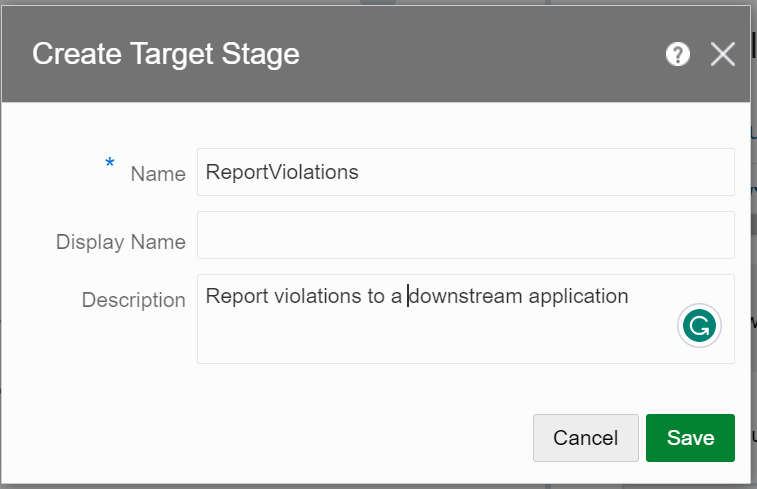 Create Target Stage
* Name ReportViolations
Display Name
Description Report violations to a downstream application
Cancel Save